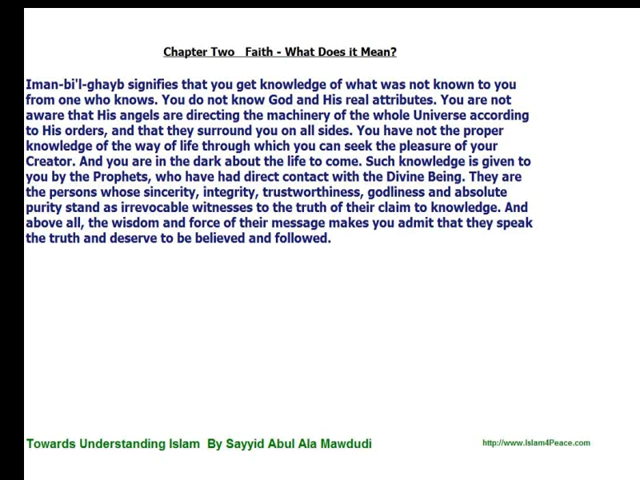 Chapter Two   Faith - What Does it Mean?
Iman-bi'l-ghayb signifies that you get knowledge of what was not known to you
from one who knows. You do not know God and His real attributes. You are not
aware that His angels are directing the machinery of the whole Universe according
to His orders, and that they surround you on all sides. You have not the proper
knowledge of the way of life through which you can seek the pleasure of your
Creator. And you are in the dark about the life to come. Such knowledge is given to
you by the Prophets, who have had direct contact with the Divine Being. They are
the persons whose sincerity, integrity, trustworthiness, godliness and absolute
purity stand as irrevocable witnesses to the truth of their claim to knowledge. And
above all, the wisdom and force of their message makes you admit that they speak
the truth and deserve to be believed and followed.
Towards Understanding Islam  By Sayyid Abul Ala Mawdudi
http://www.Islam4Peace.com